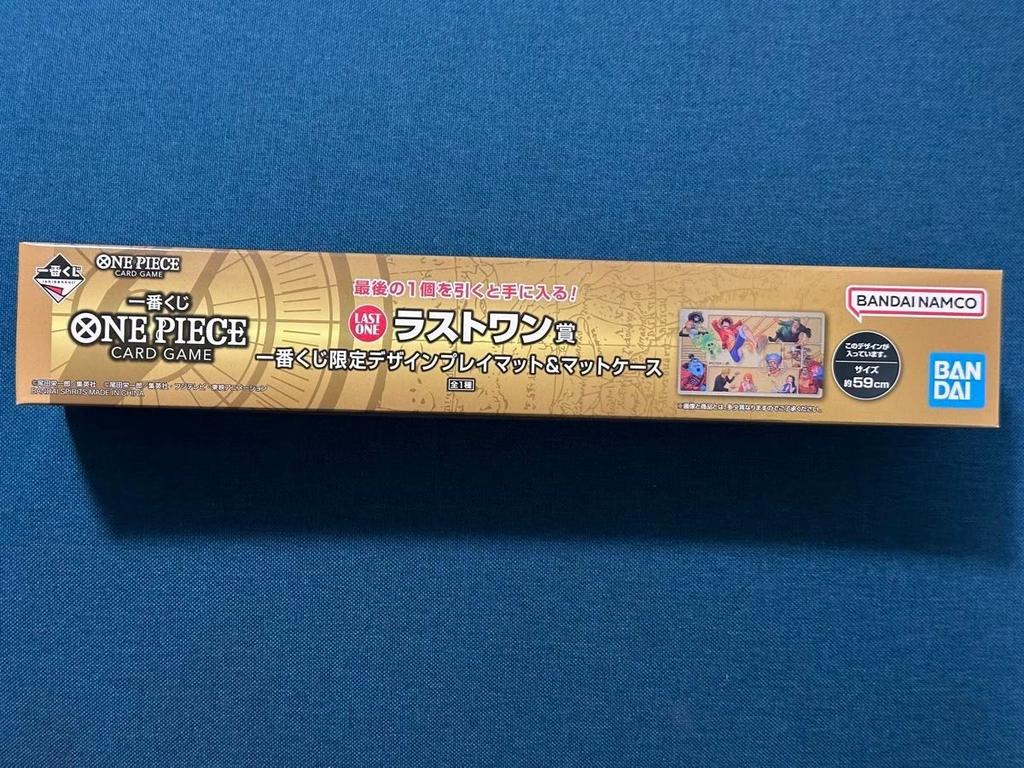 一番くじ
ONE PIECE
CARD GAME
一番くじ
ONE PIECE
CARD GAME
©尾田栄一郎／集英社 ©尾田栄一郎／集英社・フジテレビ・東映アニメーション
BANDAI SPIRITS MADE IN CHINA
最後の1個を引くと手に入る!
LAST
ONE
ラストワン賞
一番くじ限定デザインプレイマット&マットケース
全1種
※画像と商品とは、多少異なりますのでご了承ください。
このデザインが
入っています。
サイズ
約59cm
BANDAI NAMCO
BAN
DAI